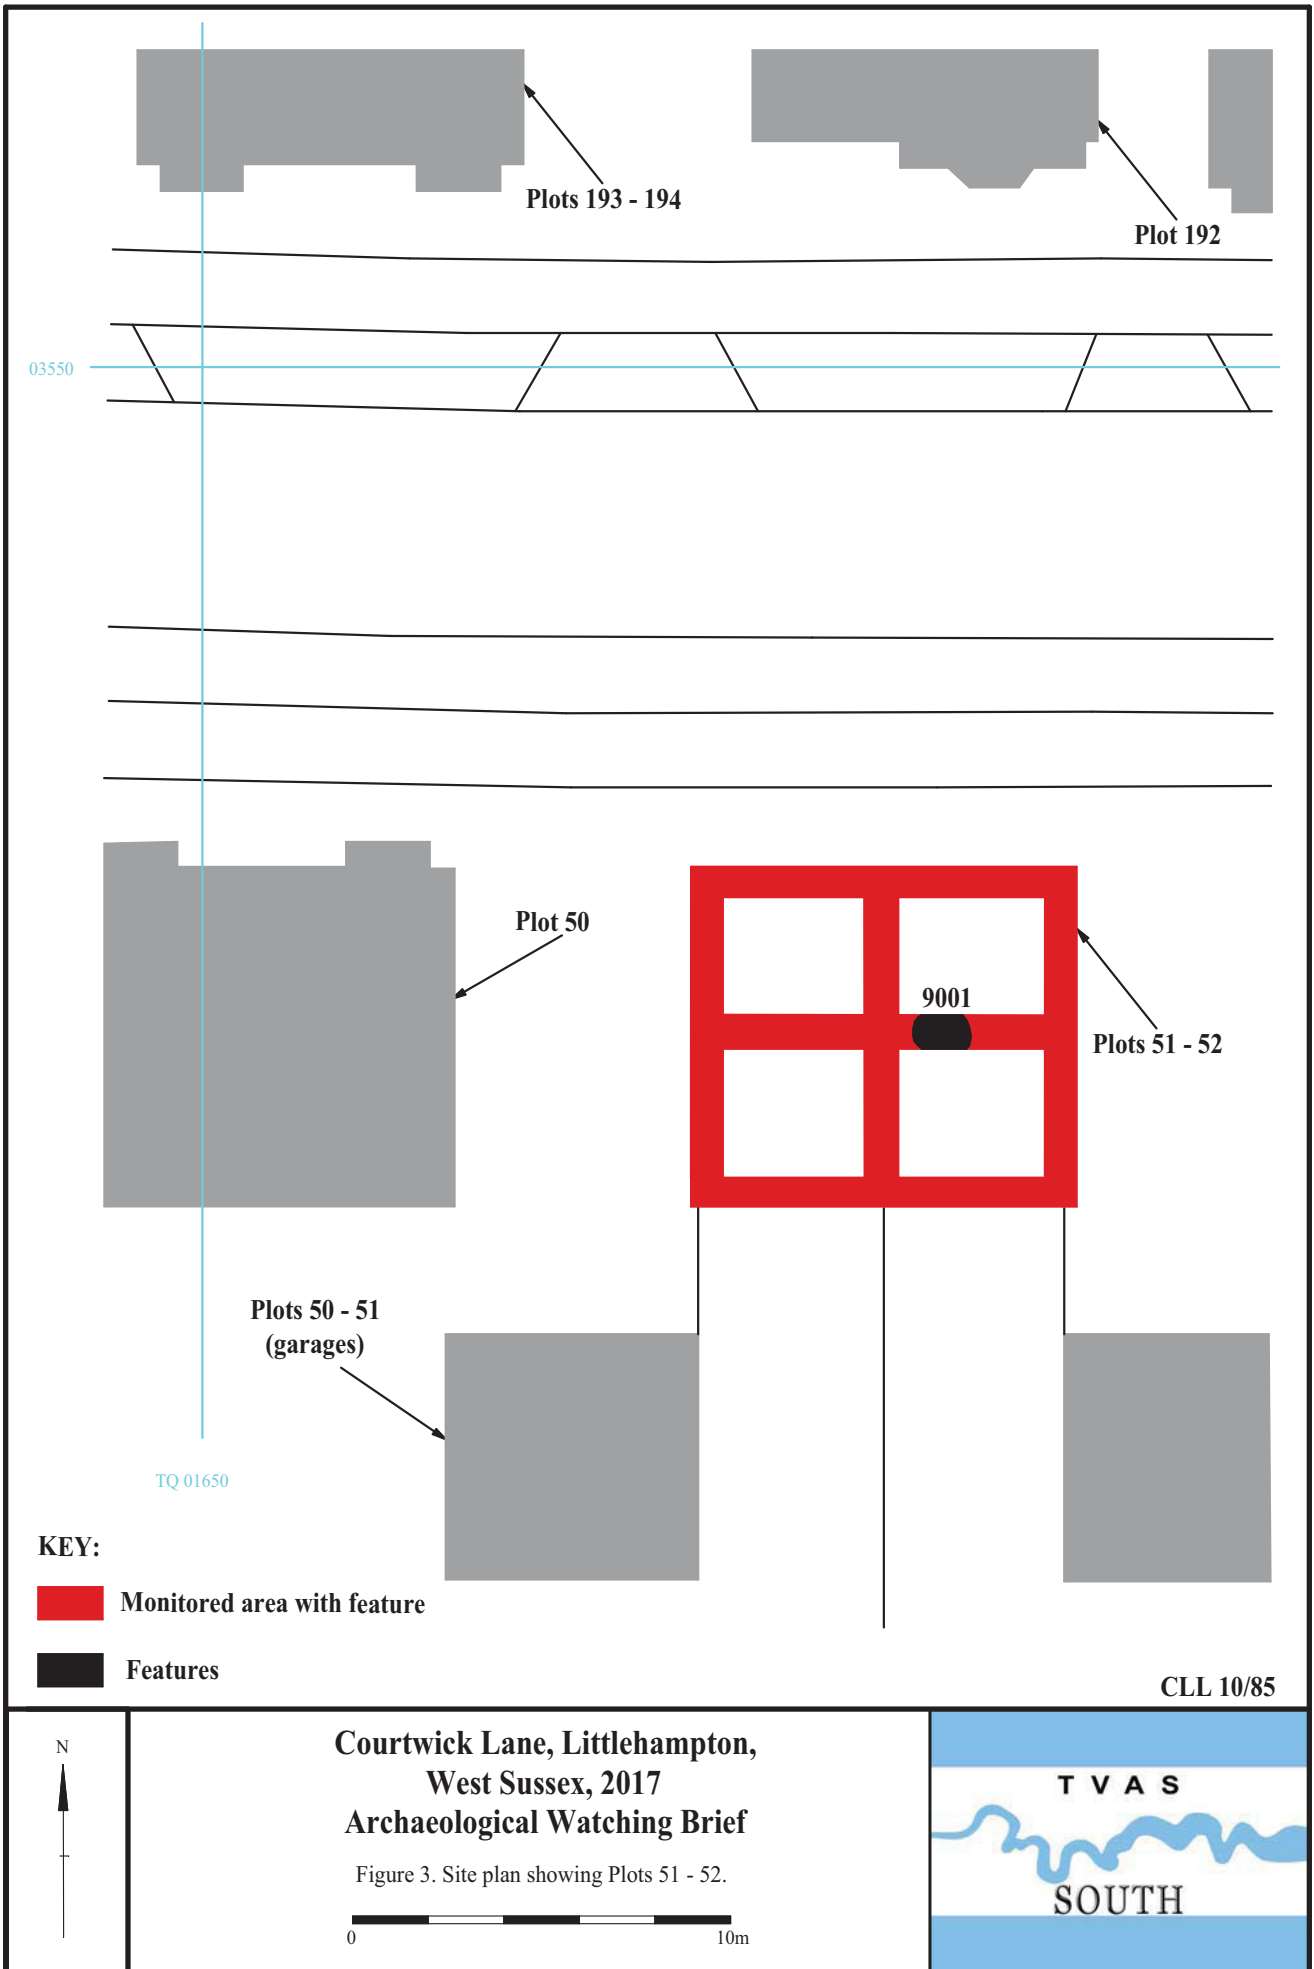 Plots 193 - 194
Plot 192
03550
Plot 50
9001
Plots 51 - 52
Plots 50 - 51
(garages)
TQ 01650
KEY:
Monitored area with feature
Features
CLL 10/85
N
Courtwick Lane, Littlehampton,
West Sussex, 2017
Archaeological Watching Brief
Figure 3. Site plan showing Plots 51 - 52.
0 10m
TVAS
SOUTH